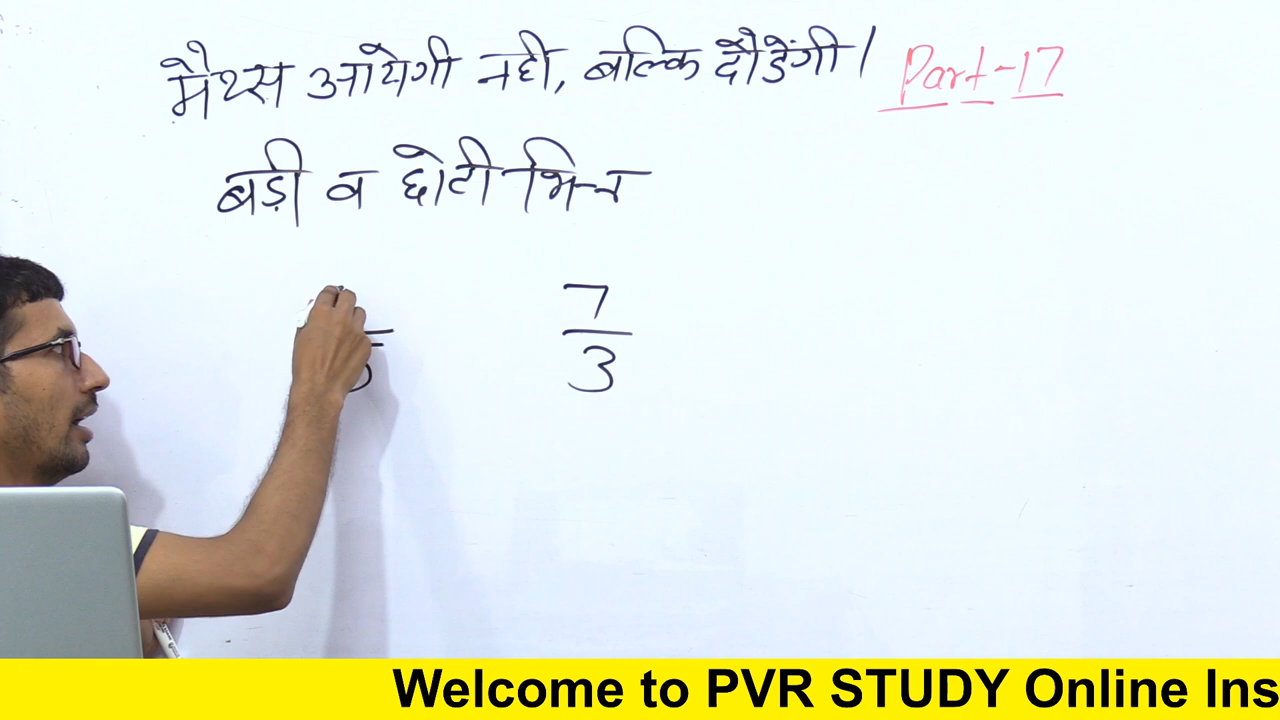 मैथ्स आयेगी नही, बल्कि दौडेंगी। Part-17
बड़ी व छोटी भिन्न
7
3
Welcome to PVR STUDY Online Ins